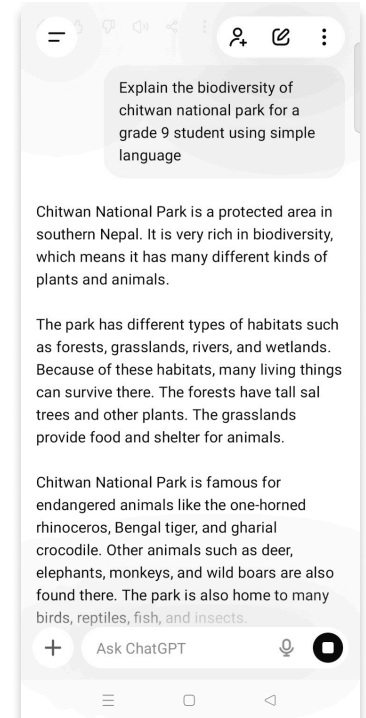 Explain the biodiversity of
chitwan national park for a
grade 9 student using simple
language
Chitwan National Park is a protected area in
southern Nepal. It is very rich in biodiversity,
which means it has many different kinds of
plants and animals.
The park has different types of habitats such
as forests, grasslands, rivers, and wetlands.
Because of these habitats, many living things
can survive there. The forests have tall sal
trees and other plants. The grasslands
provide food and shelter for animals.
Chitwan National Park is famous for
endangered animals like the one-horned
rhinoceros, Bengal tiger, and gharial
crocodile. Other animals such as deer,
elephants, monkeys, and wild boars are also
found there. The park is also home to many
birds, reptiles, fish, and insects.
Ask ChatGPT